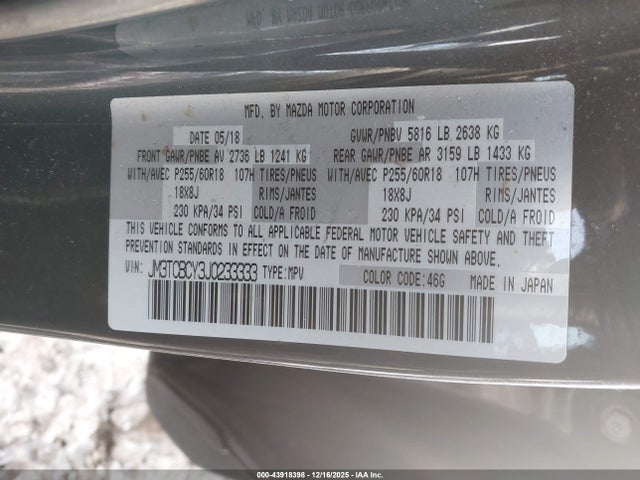 MFD. BY MAZDA MOTOR CORPORATION
DATE 05/18 GVWR/PNBV 5816 LB 2638 KG
FRONT GAWR/PNBE AV 2736 LB 1241 KG REAR GAWR/PNBE AR 3159 LB 1433 KG
WITH/AVEC P255/60R18 107H TIRES/PNEUS WITH/AVEC P255/60R18 107H TIRES/PNEUS
18X8J RIMS/JANTES 18X8J RIMS/JANTES
230 KPA/34 PSI COLD/A FROID 230 KPA/34 PSI COLD/A FROID
THIS VEHICLE CONFORMS TO ALL APPLICABLE FEDERAL MOTOR VEHICLE SAFETY AND THEFT
PREVENTION STANDARDS IN EFFECT ON THE DATE OF MANUFACTURE SHOWN ABOVE.
VIN: JM3TCBCY3J0233333 TYPE:MPV COLOR CODE:46G MADE IN JAPAN
000-43918398 - 12/16/2025 - IAA Inc.